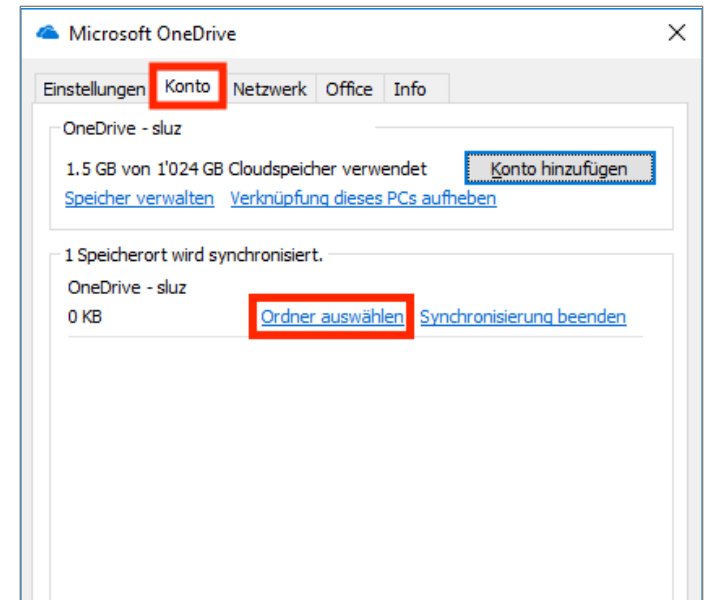 Microsoft OneDrive
Einstellungen Konto Netzwerk Office Info
OneDrive - sluz
1.5 GB von 1'024 GB Cloudspeicher verwendet Konto hinzufügen
Speicher verwalten Verknüpfung dieses PCs aufheben
1 Speicherort wird synchronisiert.
OneDrive - sluz
0 KB Ordner auswählen Synchronisierung beenden